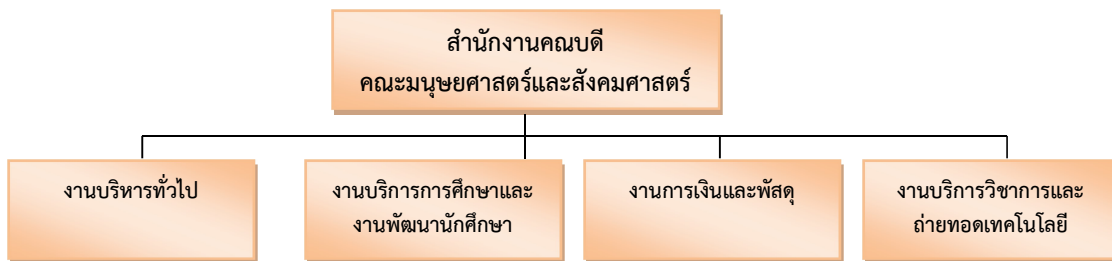 สำนักงานคณบดี
คณะมนุษยศาสตร์และสังคมศาสตร์
งานบริหารทั่วไป
งานบริการการศึกษาและ
งานพัฒนานักศึกษา
งานการเงินและพัสดุ
งานบริการวิชาการและ
ถ่ายทอดเทคโนโลยี